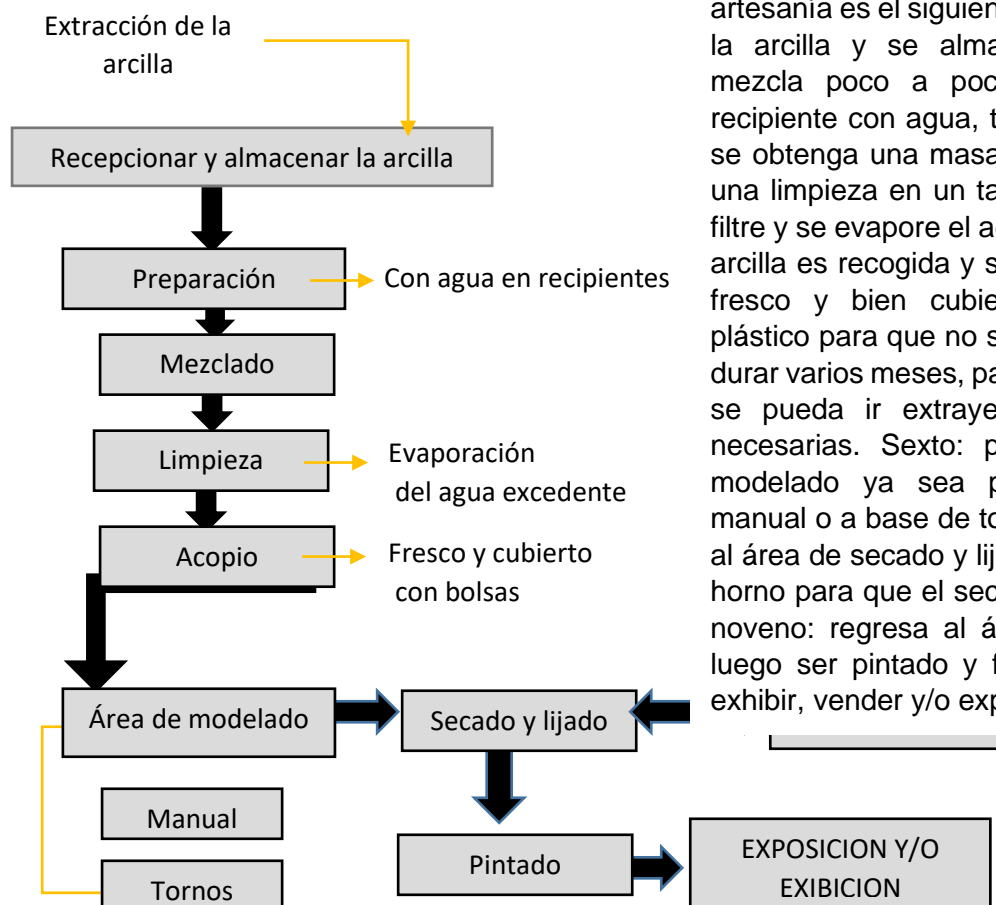 Extracción de la
arcilla
Recepcionar y almacenar la arcilla
Preparación
Con agua en recipientes
Mezclado
Limpieza
Evaporación
del agua excedente
Acopio
Fresco y cubierto
con bolsas
Área de modelado
Secado y lijado
Manual
Tornos
Pintado
EXPOSICION Y/O
EXIBICION
artesanía es el siguien
la arcilla y se alma
mezcla poco a poc
recipiente con agua, t
se obtenga una masa
una limpieza en un ta
filtre y se evapore el a
arcilla es recogida y s
fresco y bien cubie
plástico para que no s
durar varios meses, pa
se pueda ir extraye
necesarias. Sexto: p
modelado ya sea p
manual o a base de to
al área de secado y lij
horno para que el sec
noveno: regresa al á
luego ser pintado y f
exhibir, vender y/o exp